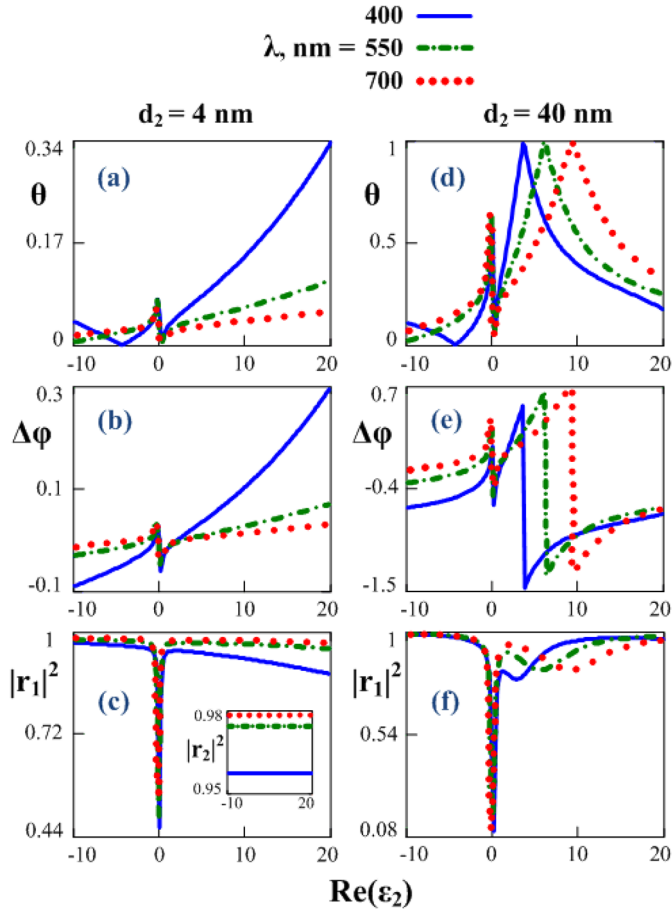 400
λ, nm = 550
700
d₂ = 4 nm
d₂ = 40 nm
0.34
(a)
θ
0.17
0
-10 0 10 20
1
(d)
θ
0.5
0
-10 0 10 20
0.3
(b)
Δφ
0.1
-0.1
-10 0 10 20
0.7
(e)
Δφ
-0.4
-1.5
-10 0 10 20
1
|r₁|²
(c)
0.72
0.44
-10 0 10 20
0.98
|r₂|²
0.95
-10 20
1
|r₁|²
(f)
0.54
0.08
-10 0 10 20
Re(ε₂)